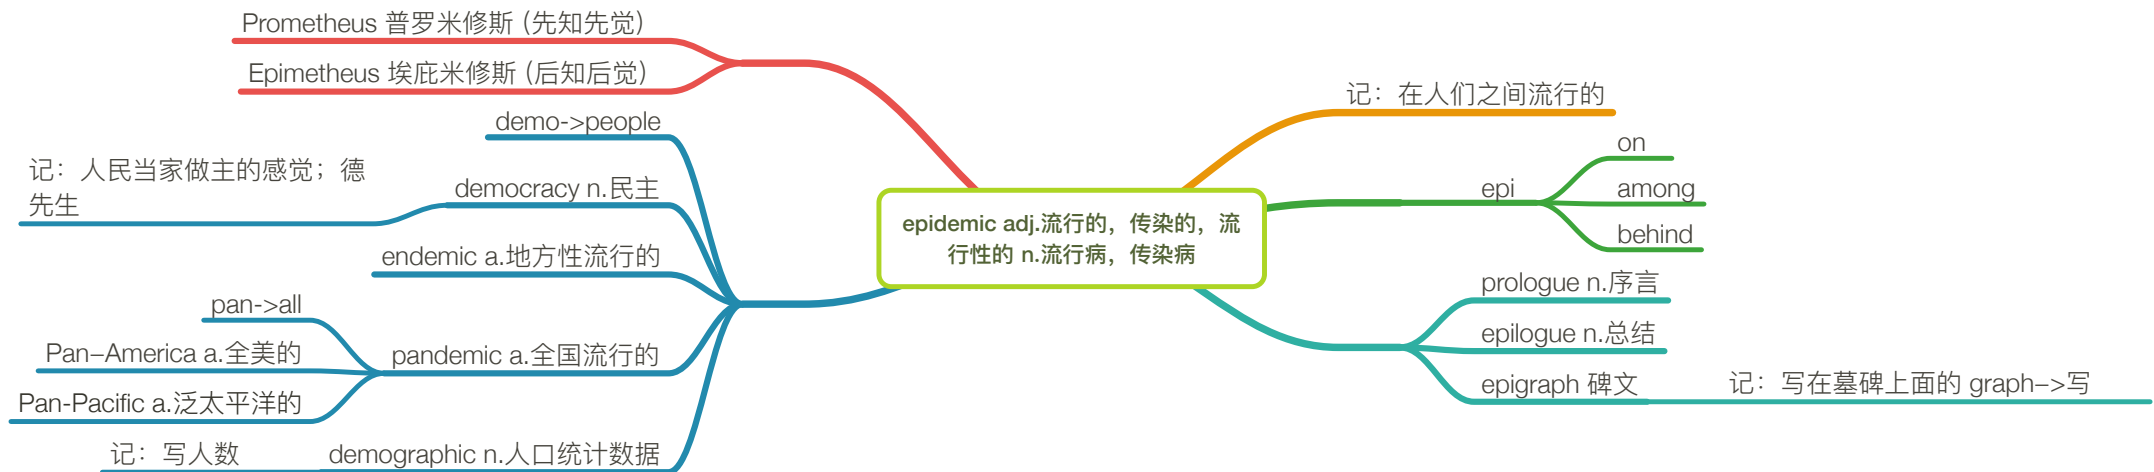 Prometheus 普罗米修斯 (先知先觉)
Epimetheus 埃庇米修斯 (后知后觉)
demo->people
记：人民当家做主的感觉；德
先生
democracy n.民主
endemic a.地方性流行的
pan->all
Pan–America a.全美的
pandemic a.全国流行的
Pan-Pacific a.泛太平洋的
记：写人数
demographic n.人口统计数据
epidemic adj.流行的，传染的，流
行性的 n.流行病，传染病
记：在人们之间流行的
on
epi
among
behind
prologue n.序言
epilogue n.总结
epigraph 碑文
记：写在墓碑上面的 graph–>写